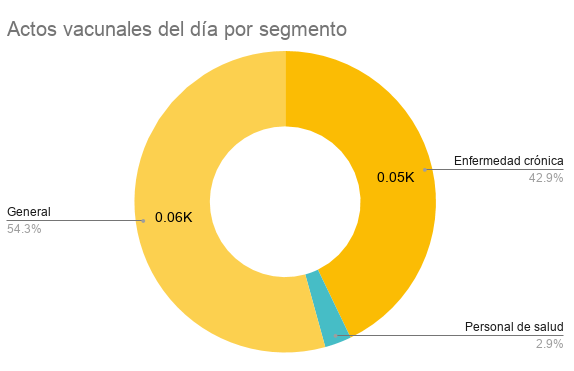 Actos vacunales del día por segmento
Enfermedad crónica
42.9%
0.05K
General
54.3%
0.06K
Personal de salud
2.9%